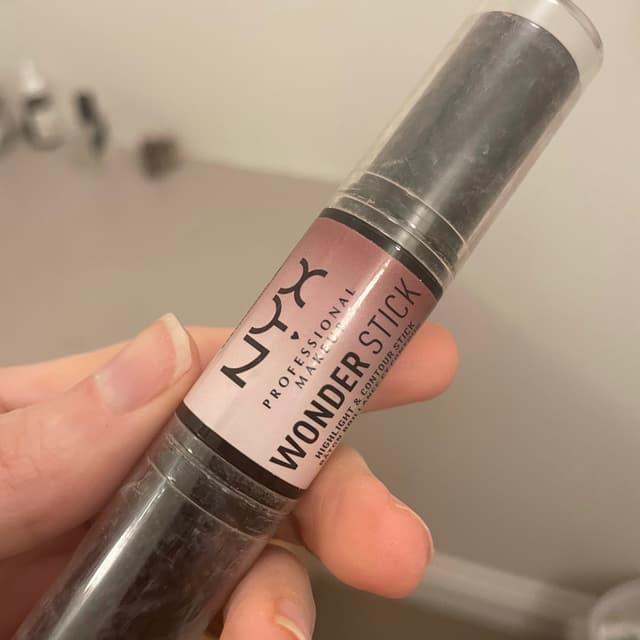 NYX
PROFESSIONAL
MAKEUP
WONDER STICK
HIGHLIGHT & CONTOUR STICK